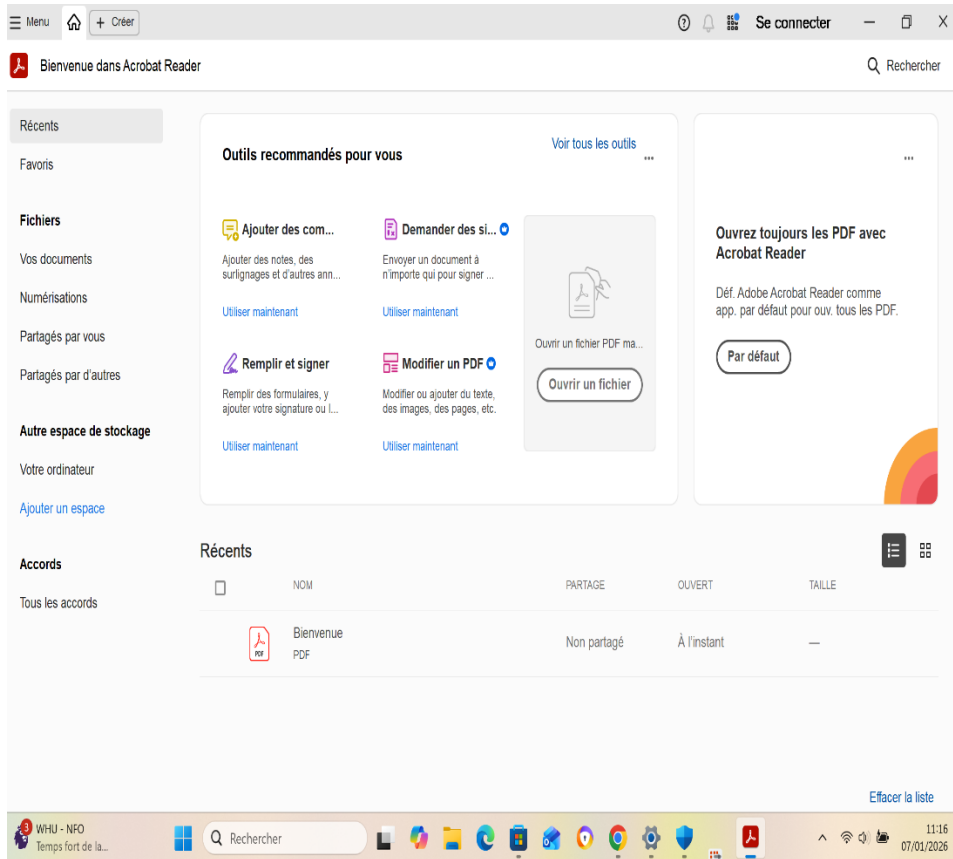 Menu
+ Créer
Se connecter
Bienvenue dans Acrobat Reader
Rechercher
Récents
Favoris
Fichiers
Vos documents
Numérisations
Partagés par vous
Partagés par d'autres
Autre espace de stockage
Votre ordinateur
Ajouter un espace
Accords
Tous les accords
Outils recommandés pour vous
Voir tous les outils
...
Ajouter des com...
Ajouter des notes, des
surlignages et d'autres ann...
Utiliser maintenant
Demander des si...
Envoyer un document à
n'importe qui pour signer ...
Utiliser maintenant
Remplir et signer
Remplir des formulaires, y
ajouter votre signature ou l...
Utiliser maintenant
Modifier un PDF
Modifier ou ajouter du texte,
des images, des pages, etc.
Utiliser maintenant
Ouvrir un fichier PDF ma...
Ouvrir un fichier
...
Ouvrez toujours les PDF avec
Acrobat Reader
Déf. Adobe Acrobat Reader comme
app. par défaut pour ouv. tous les PDF.
Par défaut
Récents
NOM PARTAGE OUVERT TAILLE
Bienvenue
PDF
PDF
Non partagé À l'instant —
Effacer la liste
3
WHU - NFO
Temps fort de la...
Rechercher
11:16
07/01/2026